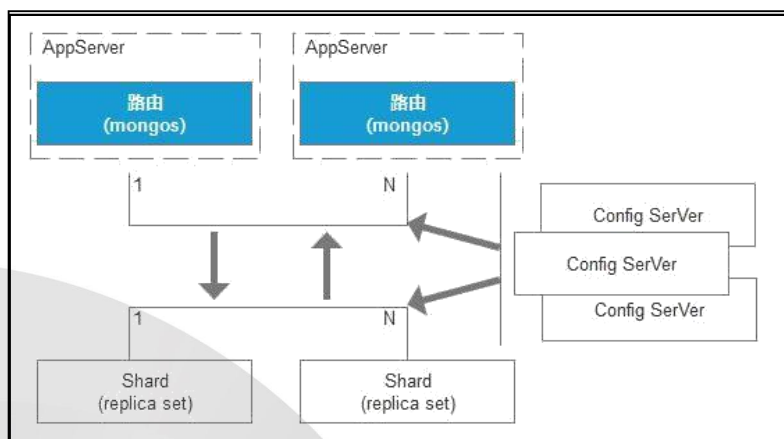 AppServer
AppServer
路由
(mongos)
路由
(mongos)
1
N
Config SerVer
Config SerVer
Config SerVer
1
N
Shard
(replica set)
Shard
(replica set)